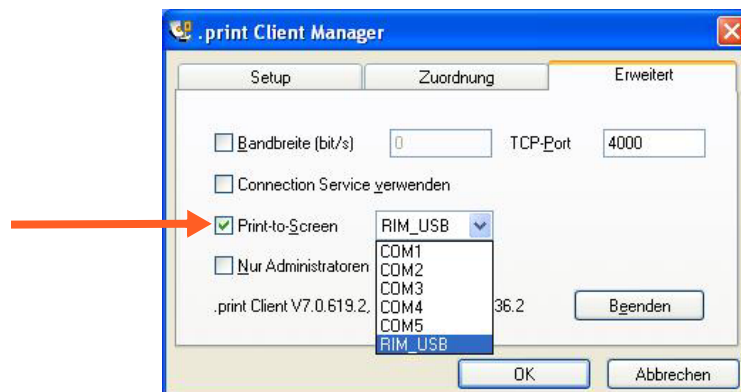 .print Client Manager
Setup Zuordnung Erweitert
Bandbreite (bit/s) 0 TCP-Port 4000
Connection Service verwenden
Print-to-Screen RIM_USB
COM1
Nur Administratoren COM2
COM3
.print Client V7.0.619.2, COM4 36.2 Beenden
COM5
RIM_USB
OK Abbrechen